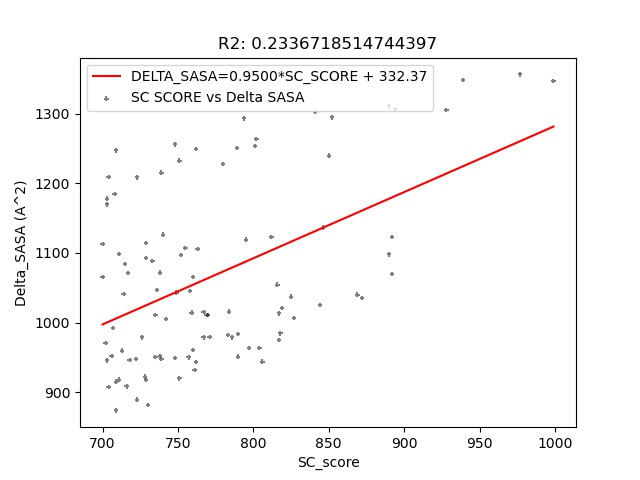 R2: 0.2336718514744397
DELTA_SASA=0.9500*SC_SCORE + 332.37
SC SCORE vs Delta SASA
Delta_SASA (A^2)
1300
1200
1100
1000
900
700 750 800 850 900 950 1000
SC_score